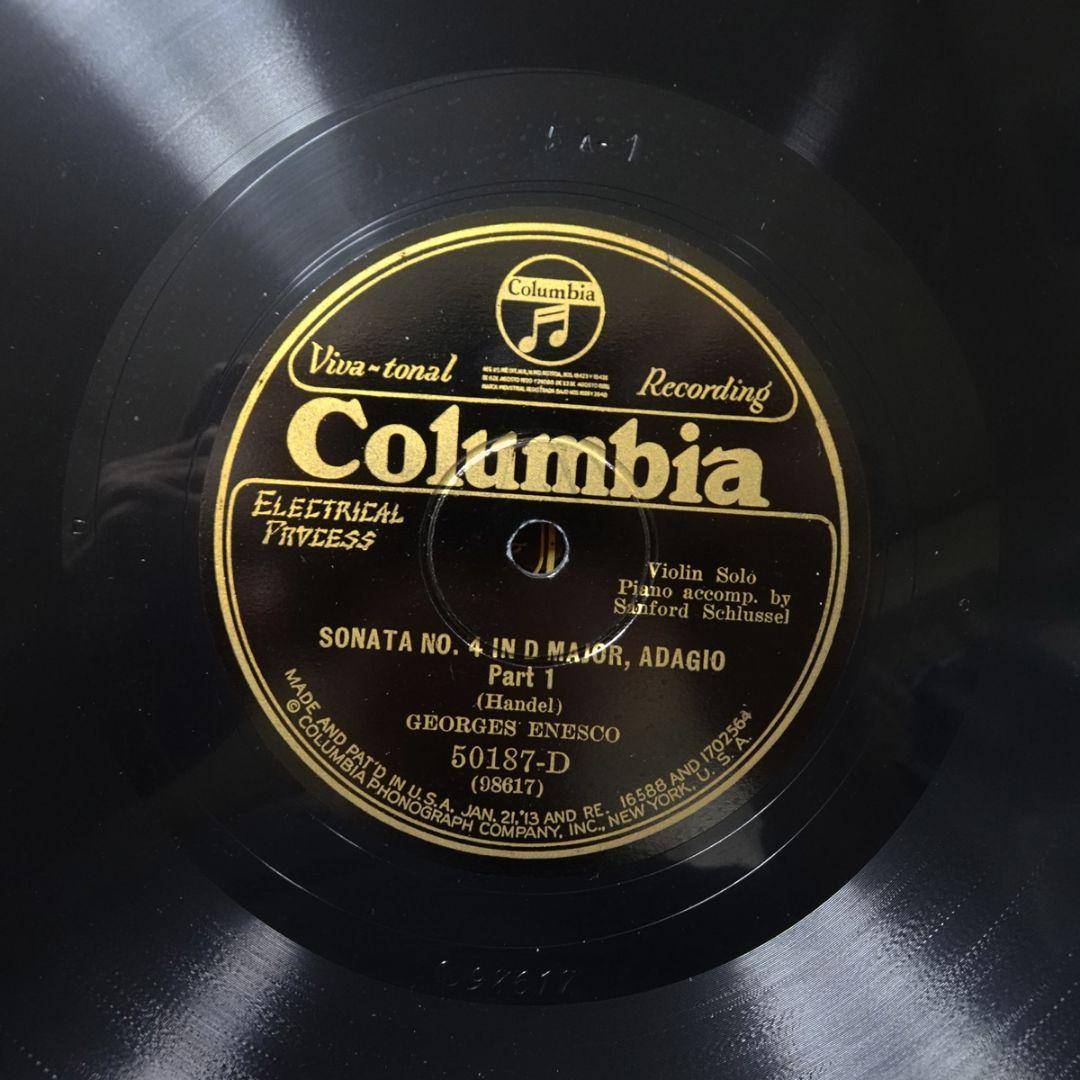 Columbia
Viva-tonal
Recording
Columbia
ELECTRICAL
PROCESS
Violin Solo
Piano accomp. by
Sanford Schlussel
SONATA NO. 4 IN D MAJOR, ADAGIO
Part 1
(Handel)
GEORGES ENESCO
50187-D
(98617)
MADE AND PAT'D IN U.S.A. JAN. 21, '13 AND RE. 16588 AND 1702564
© COLUMBIA PHONOGRAPH COMPANY, INC., NEW YORK, U. S. A.
98617